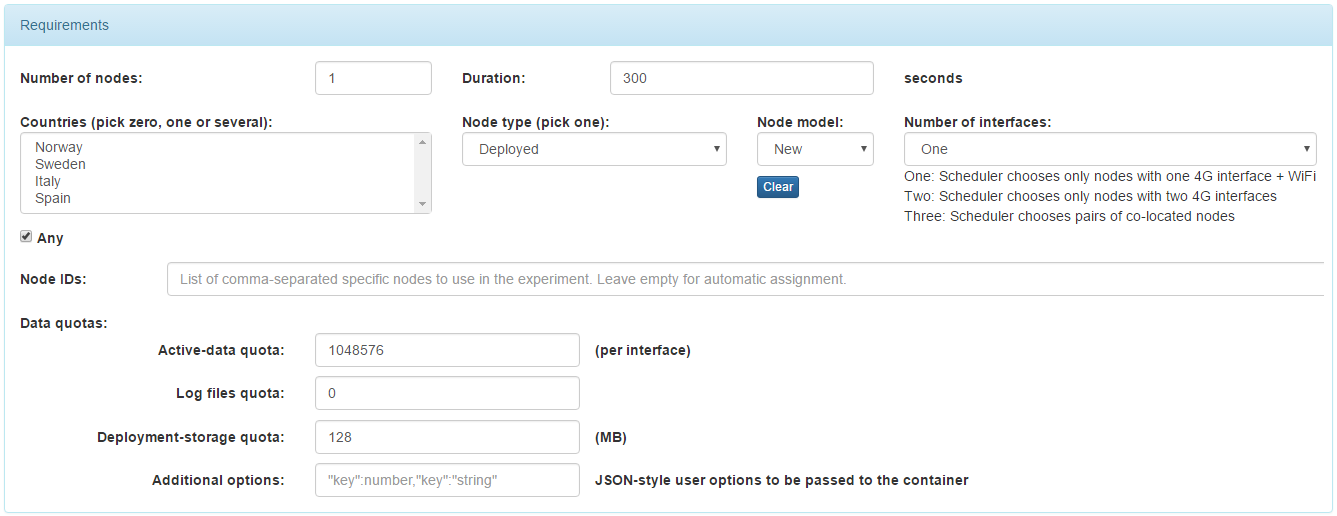 Requirements
Number of nodes: 1 Duration: 300 seconds
Countries (pick zero, one or several): Node type (pick one): Node model: Number of interfaces:
Norway
Sweden
Italy
Spain
Deployed
New
Clear
One
One: Scheduler chooses only nodes with one 4G interface + WiFi
Two: Scheduler chooses only nodes with two 4G interfaces
Three: Scheduler chooses pairs of co-located nodes
Any
Node IDs: List of comma-separated specific nodes to use in the experiment. Leave empty for automatic assignment.
Data quotas:
Active-data quota: 1048576 (per interface)
Log files quota: 0
Deployment-storage quota: 128 (MB)
Additional options: "key":number,"key":"string" JSON-style user options to be passed to the container